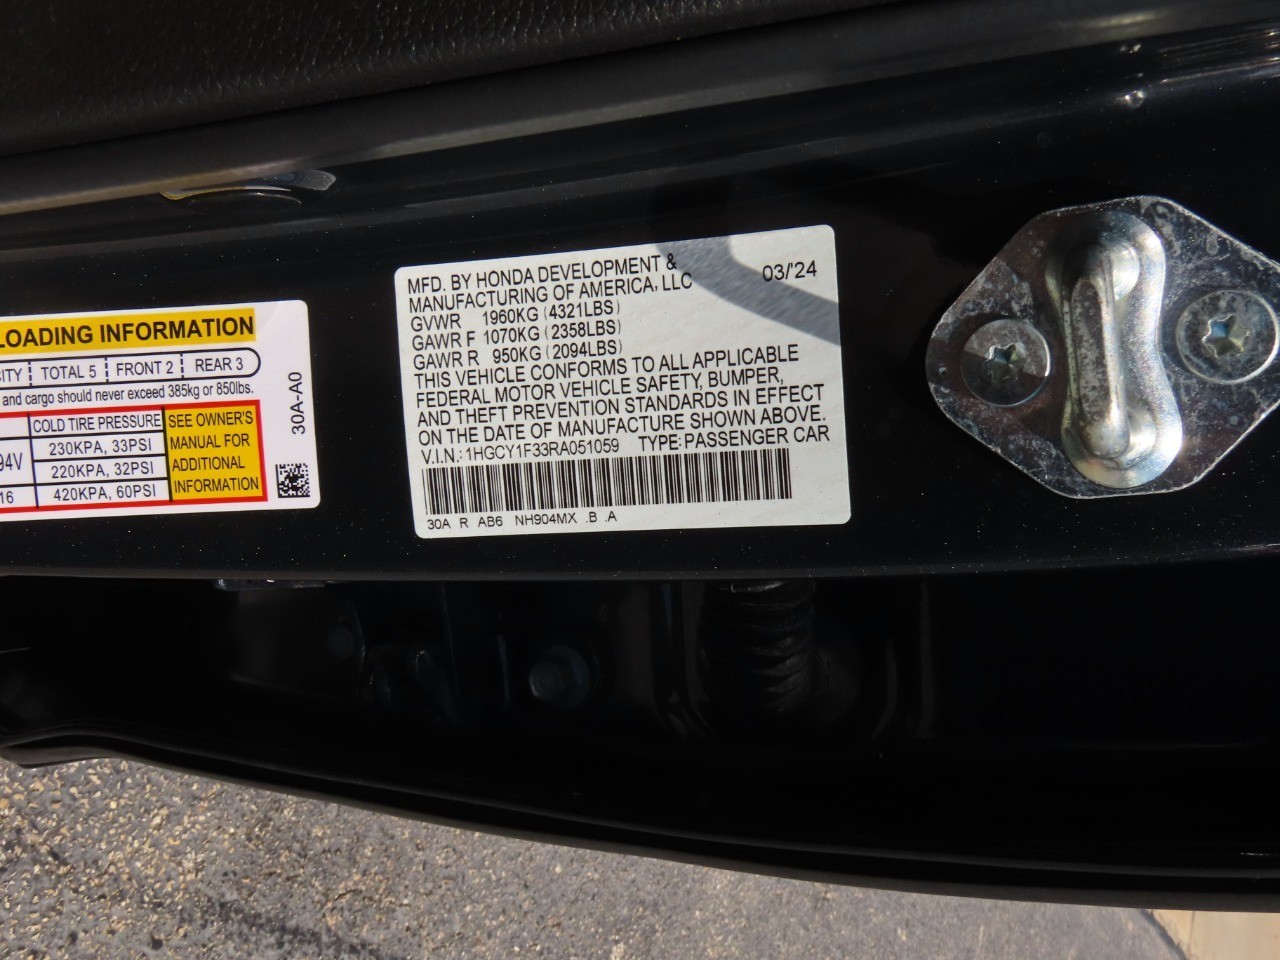 LOADING INFORMATION
CITY TOTAL 5 FRONT 2 REAR 3
and cargo should never exceed 385kg or 850lbs.
COLD TIRE PRESSURE
94V 230KPA, 33PSI
220KPA, 32PSI
16 420KPA, 60PSI
SEE OWNER'S
MANUAL FOR
ADDITIONAL
INFORMATION
30A-A0
MFD. BY HONDA DEVELOPMENT &
MANUFACTURING OF AMERICA, LLC
03/'24
GVWR 1960KG (4321LBS)
GAWR F 1070KG (2358LBS)
GAWR R 950KG (2094LBS)
THIS VEHICLE CONFORMS TO ALL APPLICABLE
FEDERAL MOTOR VEHICLE SAFETY, BUMPER,
AND THEFT PREVENTION STANDARDS IN EFFECT
ON THE DATE OF MANUFACTURE SHOWN ABOVE.
V.I.N.: 1HGCY1F33RA051059 TYPE: PASSENGER CAR
30A R AB6 NH904MX .B .A